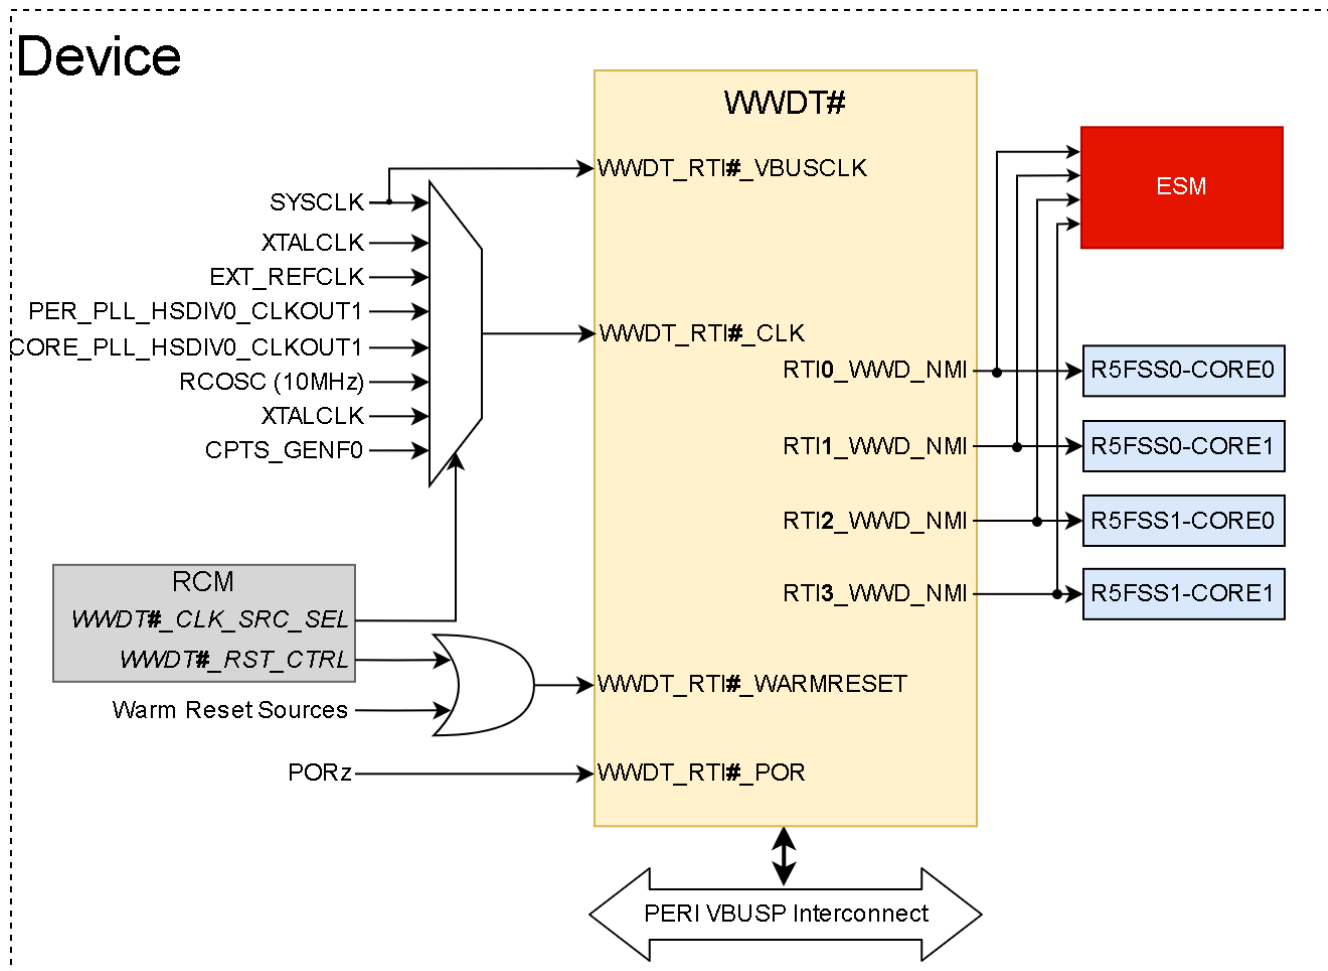 Device
WWDT#
WWDT_RTI#_VBUSCLK
ESM
SYSCLK
XTALCLK
EXT_REFCLK
PER_PLL_HSDIV0_CLKOUT1
WWDT_RTI#_CLK
CORE_PLL_HSDIV0_CLKOUT1
RTI0_WWD_NMI
R5FSS0-CORE0
RCOSC (10MHz)
XTALCLK
CPTS_GENF0
RTI1_WWD_NMI
R5FSS0-CORE1
RTI2_WWD_NMI
R5FSS1-CORE0
RCM
RTI3_WWD_NMI
R5FSS1-CORE1
WWDT#_CLK_SRC_SEL
WWDT#_RST_CTRL
WWDT_RTI#_WARMRESET
Warm Reset Sources
PORz
WWDT_RTI#_POR
PERI VBUSP Interconnect